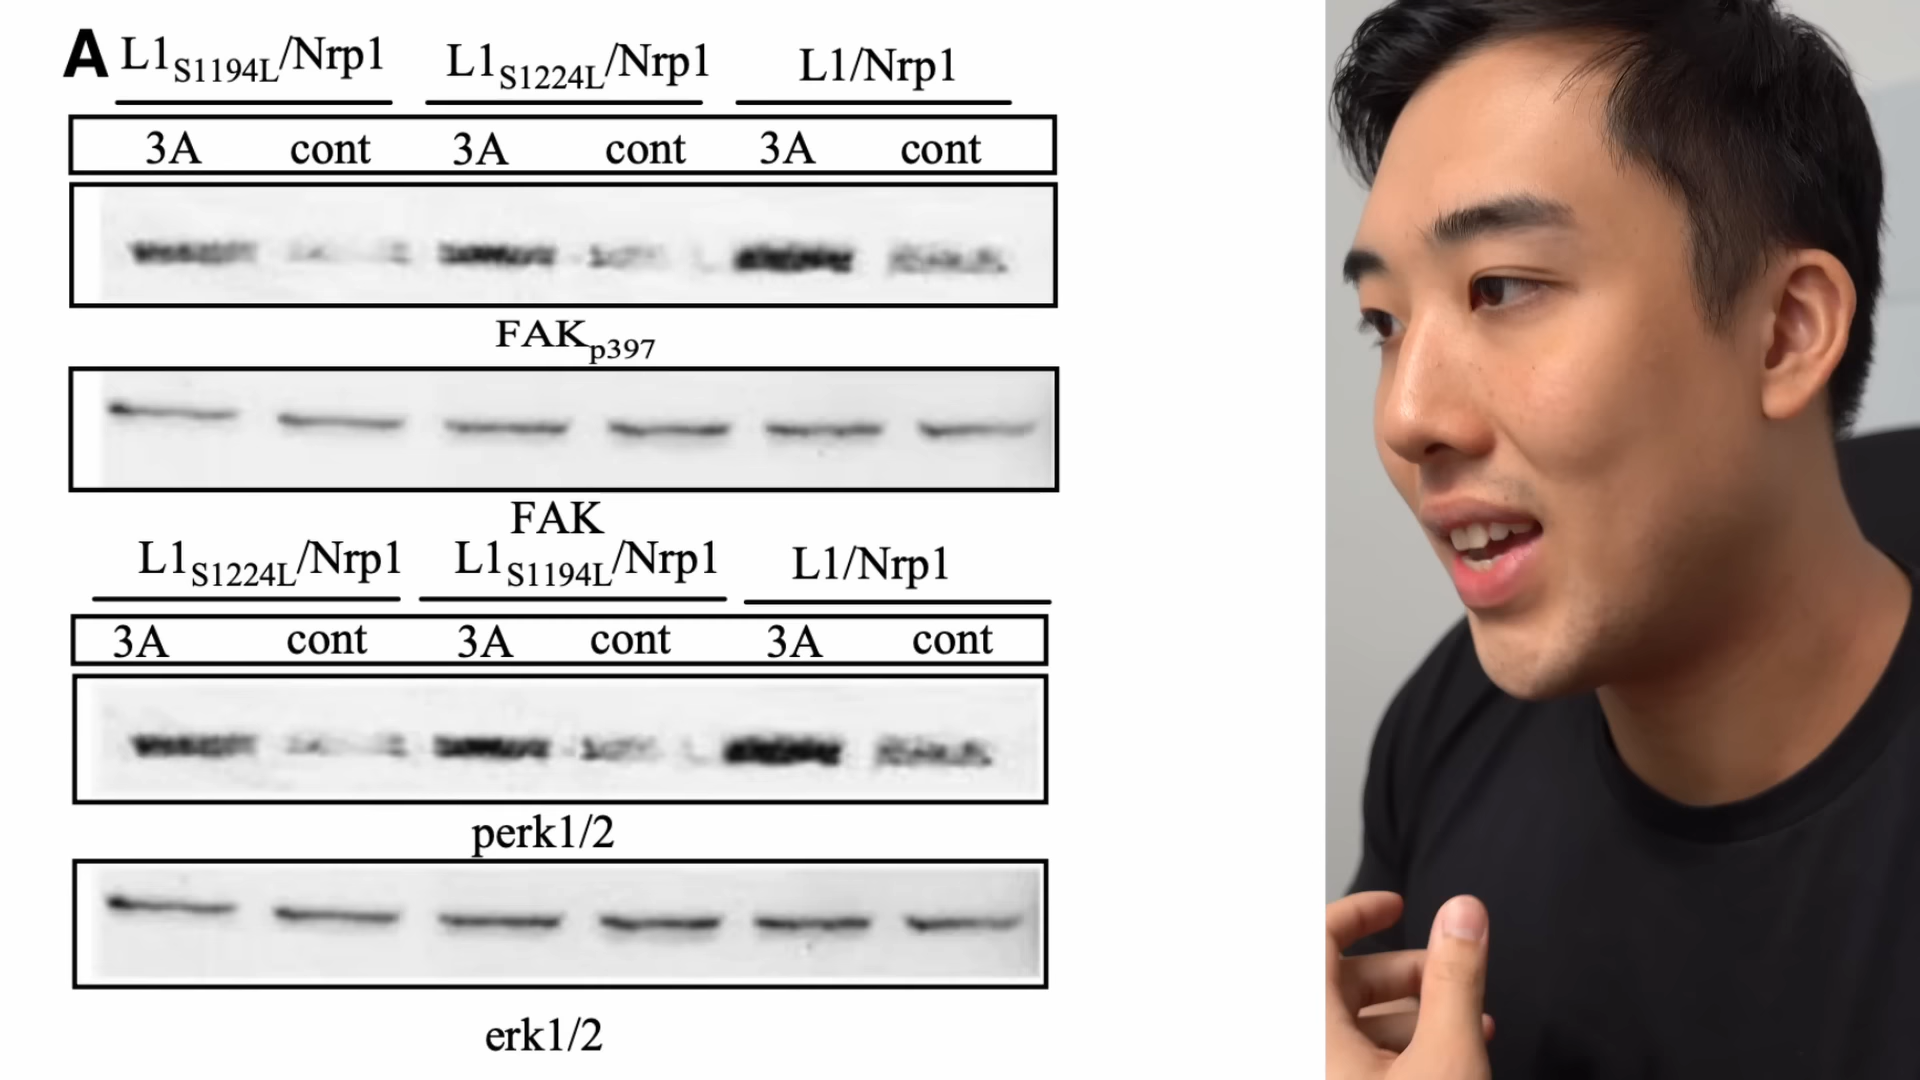 A L1S1194L/Nrp1 L1S1224L/Nrp1 L1/Nrp1
3A cont 3A cont 3A cont
FAKp397
FAK
L1S1224L/Nrp1 L1S1194L/Nrp1 L1/Nrp1
3A cont 3A cont 3A cont
perk1/2
erk1/2